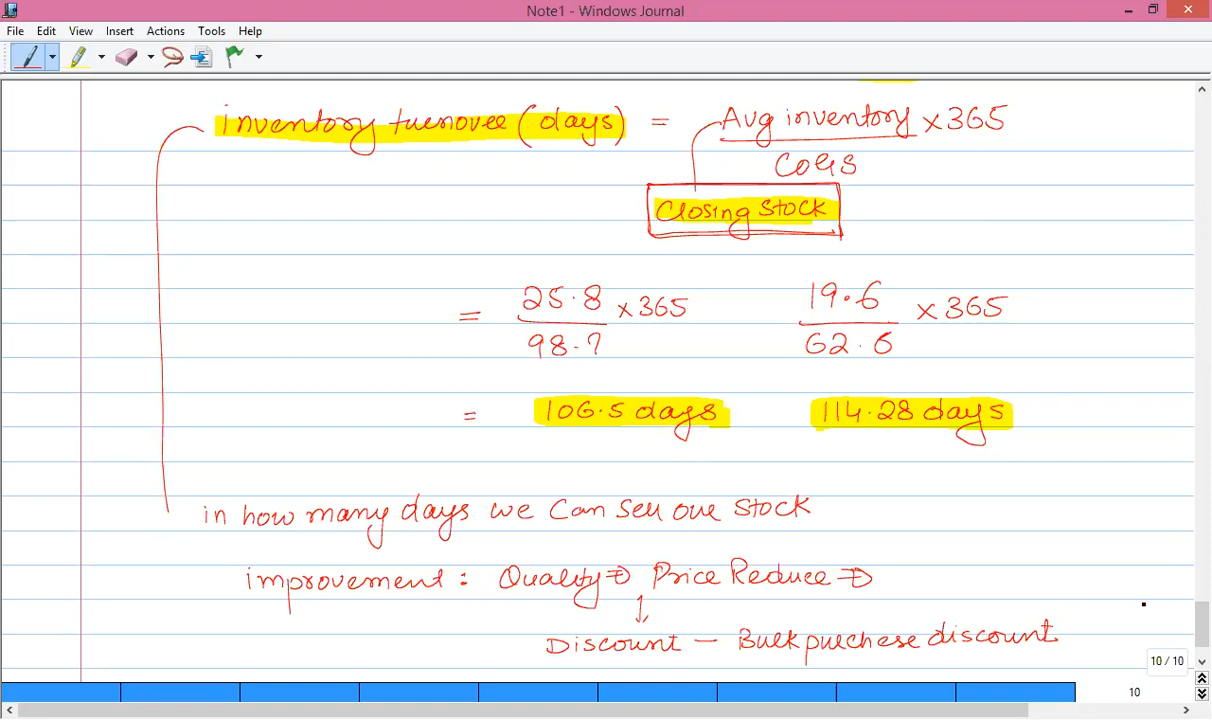 Note1 - Windows Journal
File Edit View Insert Actions Tools Help
inventory turnover (days) = Avg inventory x365
COGS
Closing Stock
= 25.8 x365 19.6 x 365
98.7 62.6
= 106.5 days 114.28 days
in how many days we Can sell our Stock
improvement : Quality => Price Reduce =>
↓
Discount - Bulk purchese discount
10 / 10
10